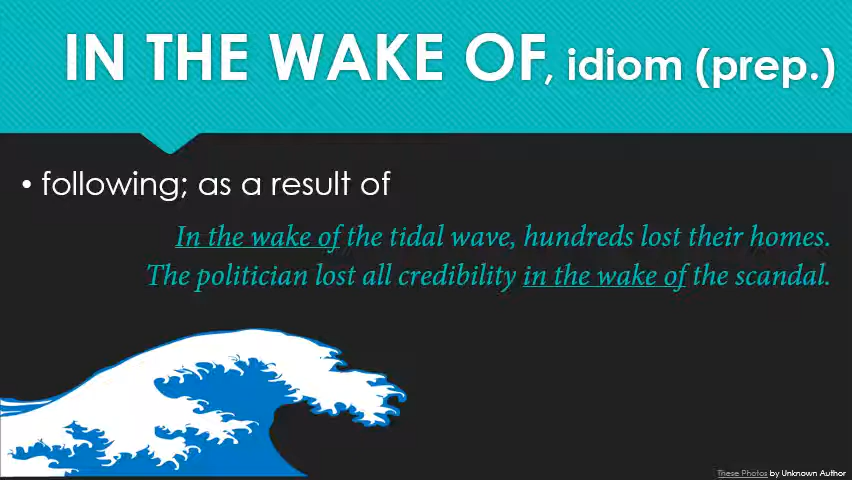 IN THE WAKE OF, idiom (prep.)
• following; as a result of
In the wake of the tidal wave, hundreds lost their homes.
The politician lost all credibility in the wake of the scandal.
These Photos by Unknown Author